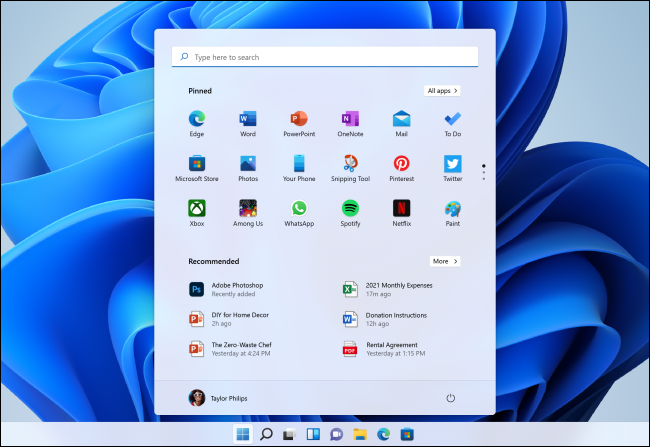 Type here to search
Pinned
All apps >
Edge
Word
PowerPoint
OneNote
Mail
To Do
Microsoft Store
Photos
Your Phone
Snipping Tool
Pinterest
Twitter
Xbox
Among Us
WhatsApp
Spotify
Netflix
Paint
Recommended
More >
Adobe Photoshop
Recently added
2021 Monthly Expenses
17m ago
DIY for Home Decor
2h ago
Donation Instructions
12h ago
The Zero-Waste Chef
Yesterday at 4:24 PM
Rental Agreement
Yesterday at 1:15 PM
Taylor Philips